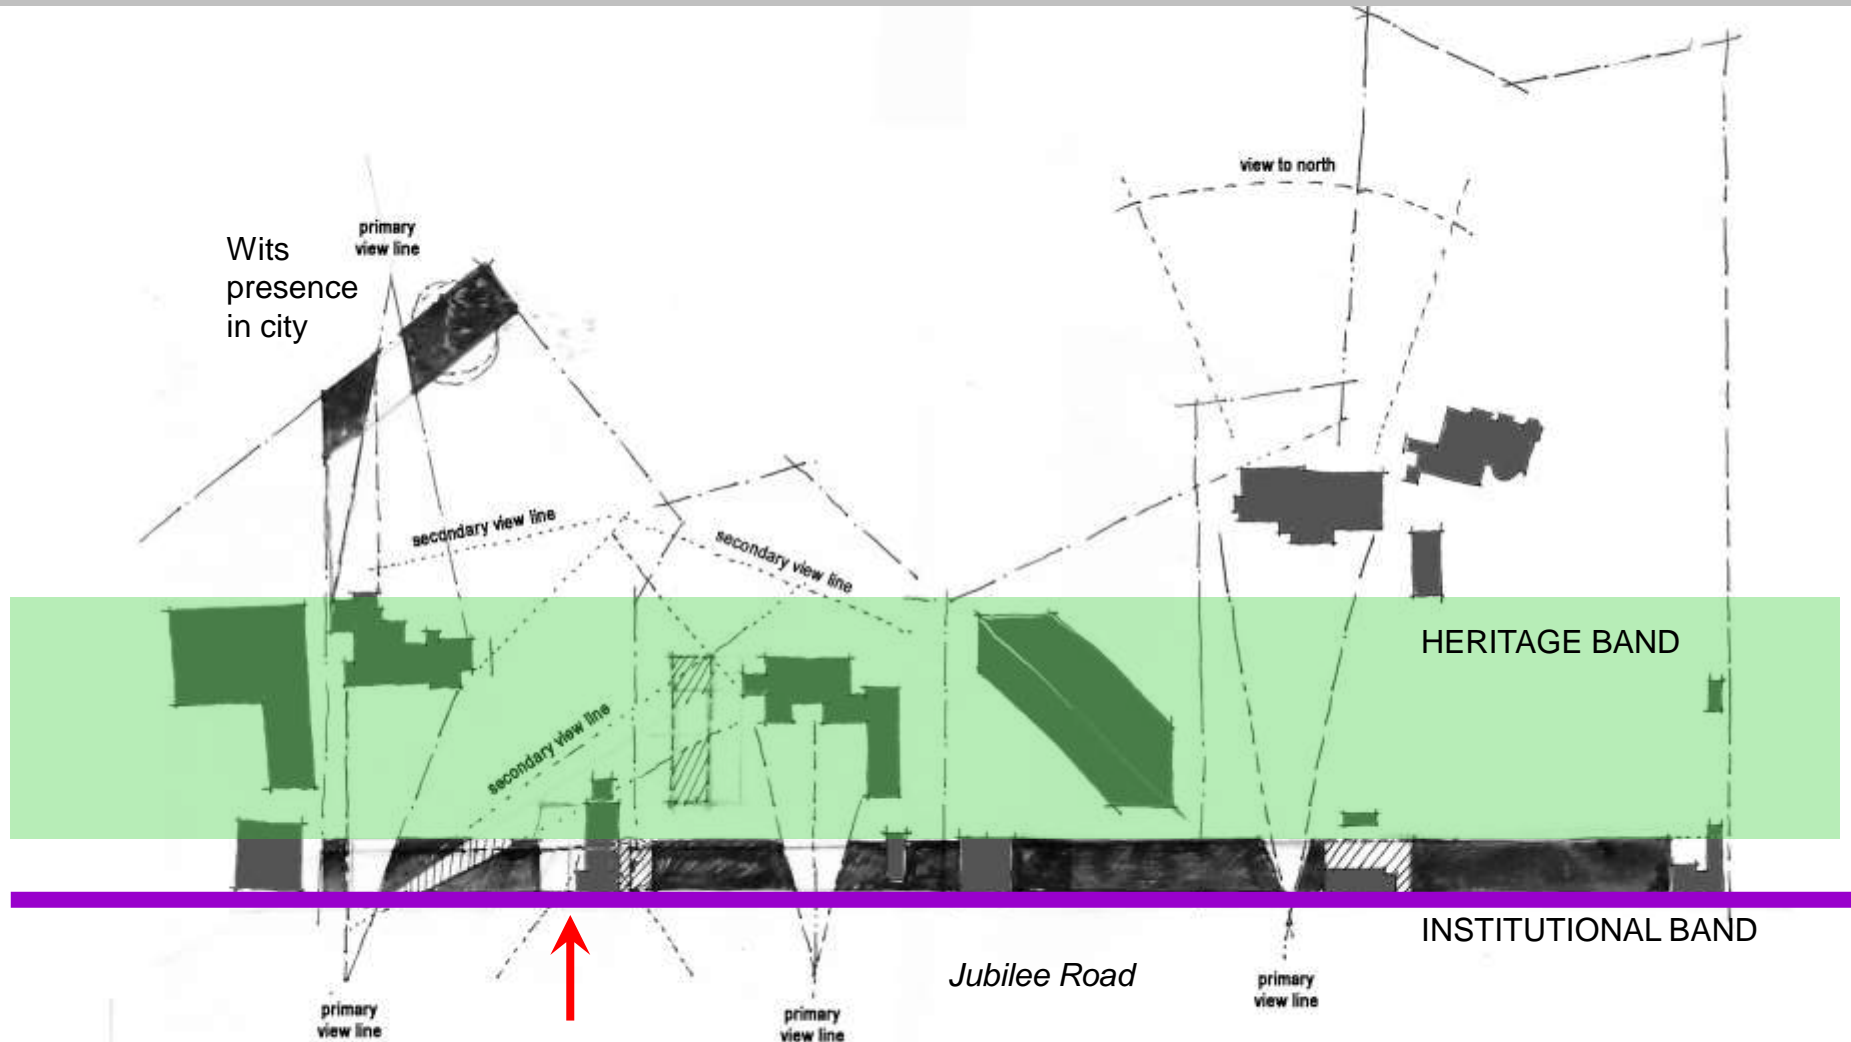 view to north
primary
view line
Wits
presence
in city
secondary view line
secondary view line
HERITAGE BAND
secondary view line
INSTITUTIONAL BAND
Jubilee Road
primary
view line
primary
view line
primary
view line